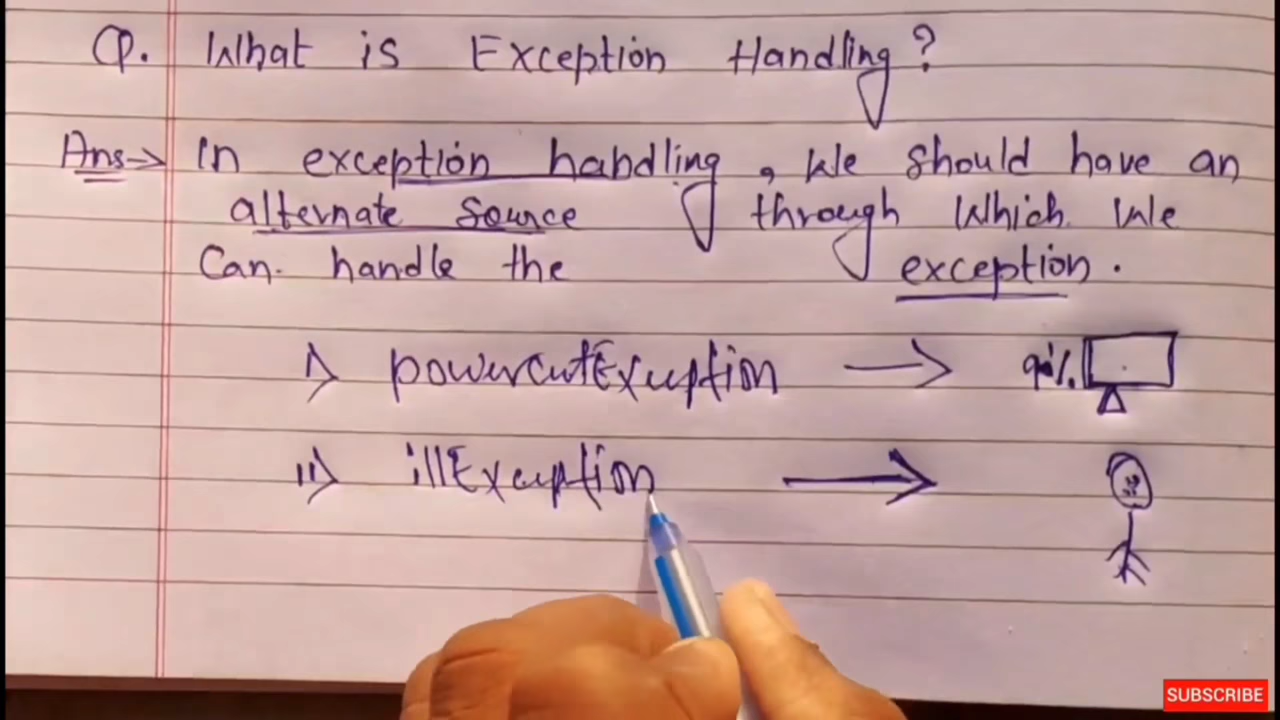 Q. What is Exception Handling?
Ans-> In exception handling, We should have an
alternate source through which we
Can handle the exception.
i> powercutException → 90%
ii> illException →
SUBSCRIBE